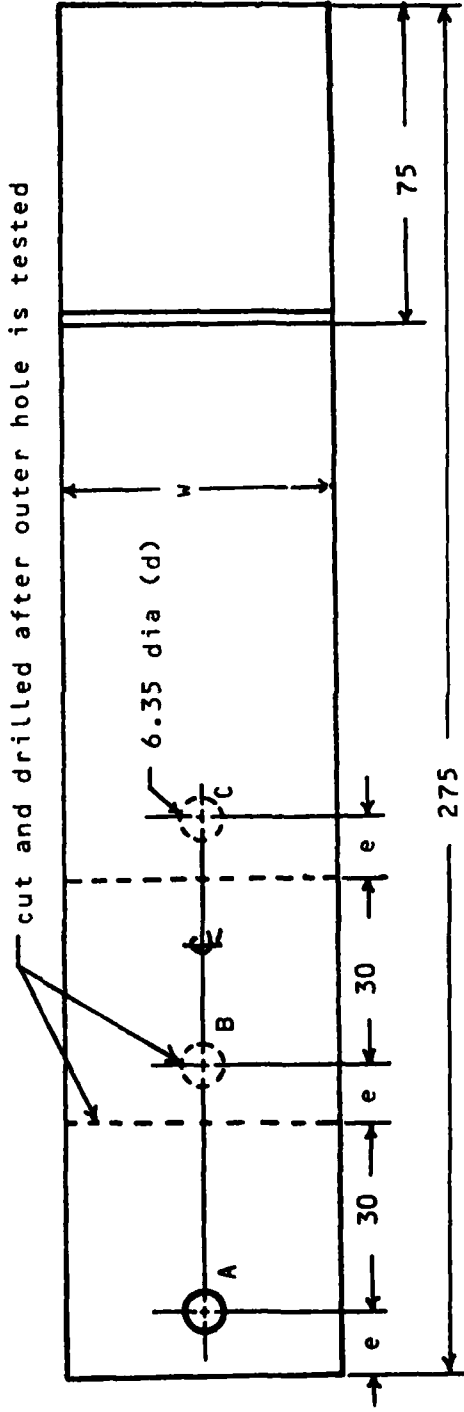 cut and drilled after outer hole is tested
6.35 dia (d)
w
A
B
C
e
30
e
30
e
75
275